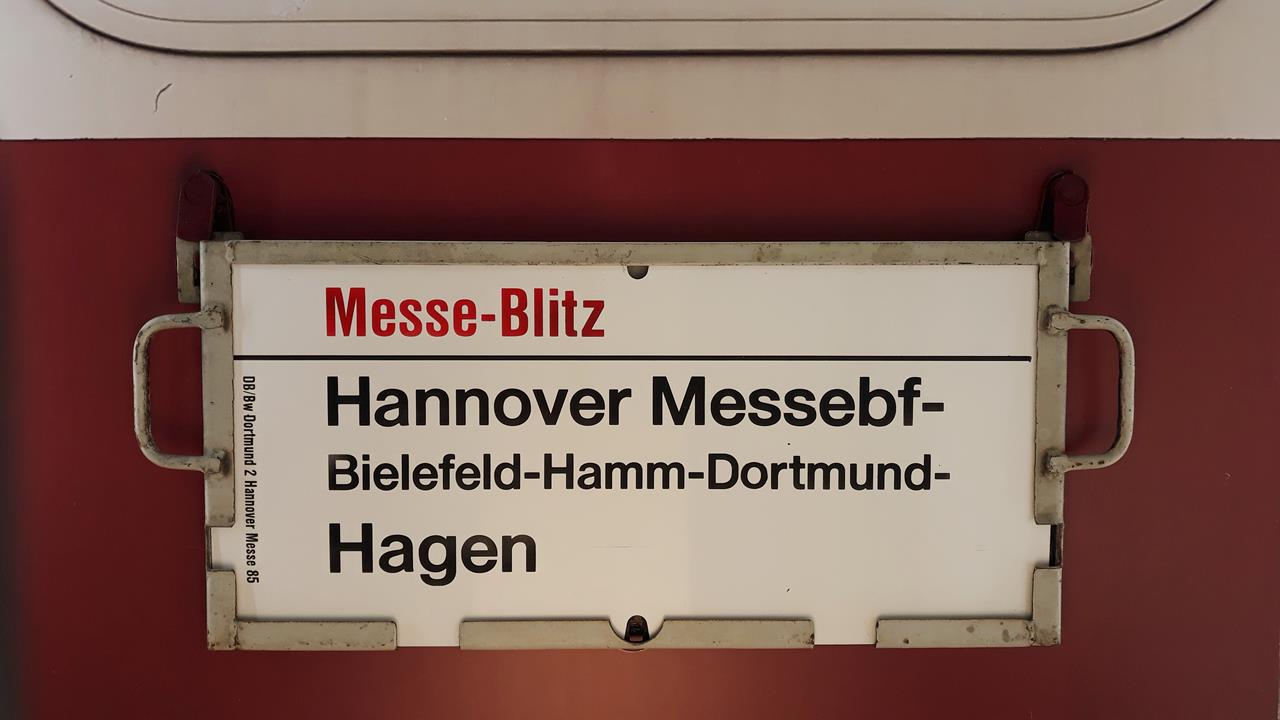 Messe-Blitz
Hannover Messebf-
Bielefeld-Hamm-Dortmund-
Hagen
DB/Bw Dortmund 2 Hannover Messe 85